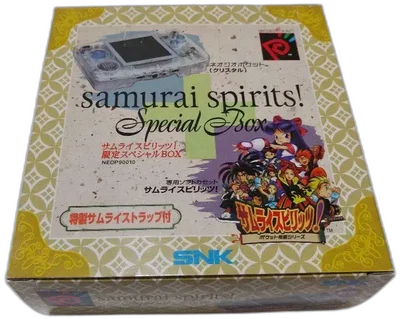 ネオジオポケット
(クリスタル)
samurai spirits!
Special Box
サムライスピリッツ!
限定スペシャルBOX
NEOP90010
専用ソフトカセット
サムライスピリッツ!
特製サムライストラップ付
サムライスピリッツ!
SNK
samurai spirits!